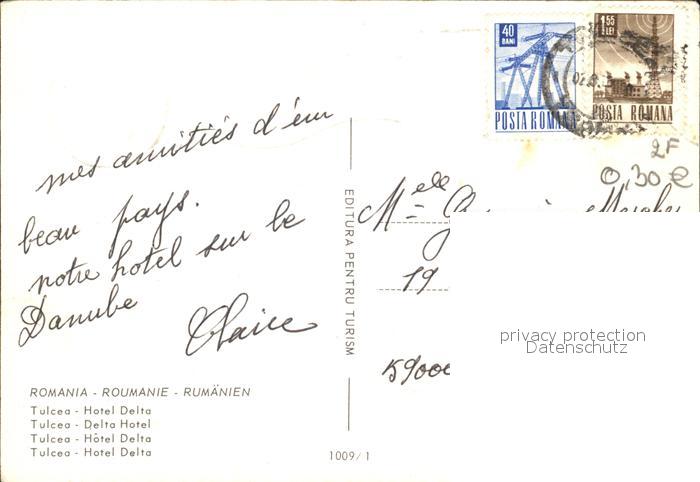 40
BANI
POSTA ROMANA
1,55
LEI
POSTA ROMANA
2F
0,30€
mes amitiés d'un
beau pays.
notre hotel sur le
Danube
Claire
EDITURA PENTRU TURISM
Melle
19
59000
privacy protection
Datenschutz
ROMANIA - ROUMANIE - RUMÄNIEN
Tulcea - Hotel Delta
Tulcea - Delta Hotel
Tulcea - Hôtel Delta
Tulcea - Hotel Delta
1009/1